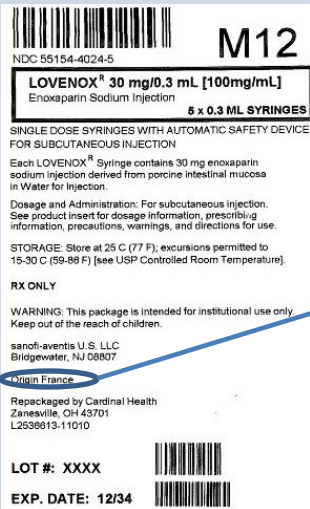 M12
NDC 55154-4024-5
LOVENOX® 30 mg/0.3 mL [100mg/mL]
Enoxaparin Sodium Injection
5 x 0.3 ML SYRINGES
SINGLE DOSE SYRINGES WITH AUTOMATIC SAFETY DEVICE
FOR SUBCUTANEOUS INJECTION
Each LOVENOX® Syringe contains 30 mg enoxaparin
sodium injection derived from porcine intestinal mucosa
in Water for Injection.
Dosage and Administration: For subcutaneous injection.
See product insert for dosage information, prescribing
information, precautions, warnings, and directions for use.
STORAGE: Store at 25 C (77 F); excursions permitted to
15-30 C (59-86 F) [see USP Controlled Room Temperature].
RX ONLY
WARNING: This package is intended for institutional use only.
Keep out of the reach of children.
sanofi-aventis U.S. LLC
Bridgewater, NJ 08807
Origin France
Repackaged by Cardinal Health
Zanesville, OH 43701
L2536613-11010
LOT #: XXXX
EXP. DATE: 12/34